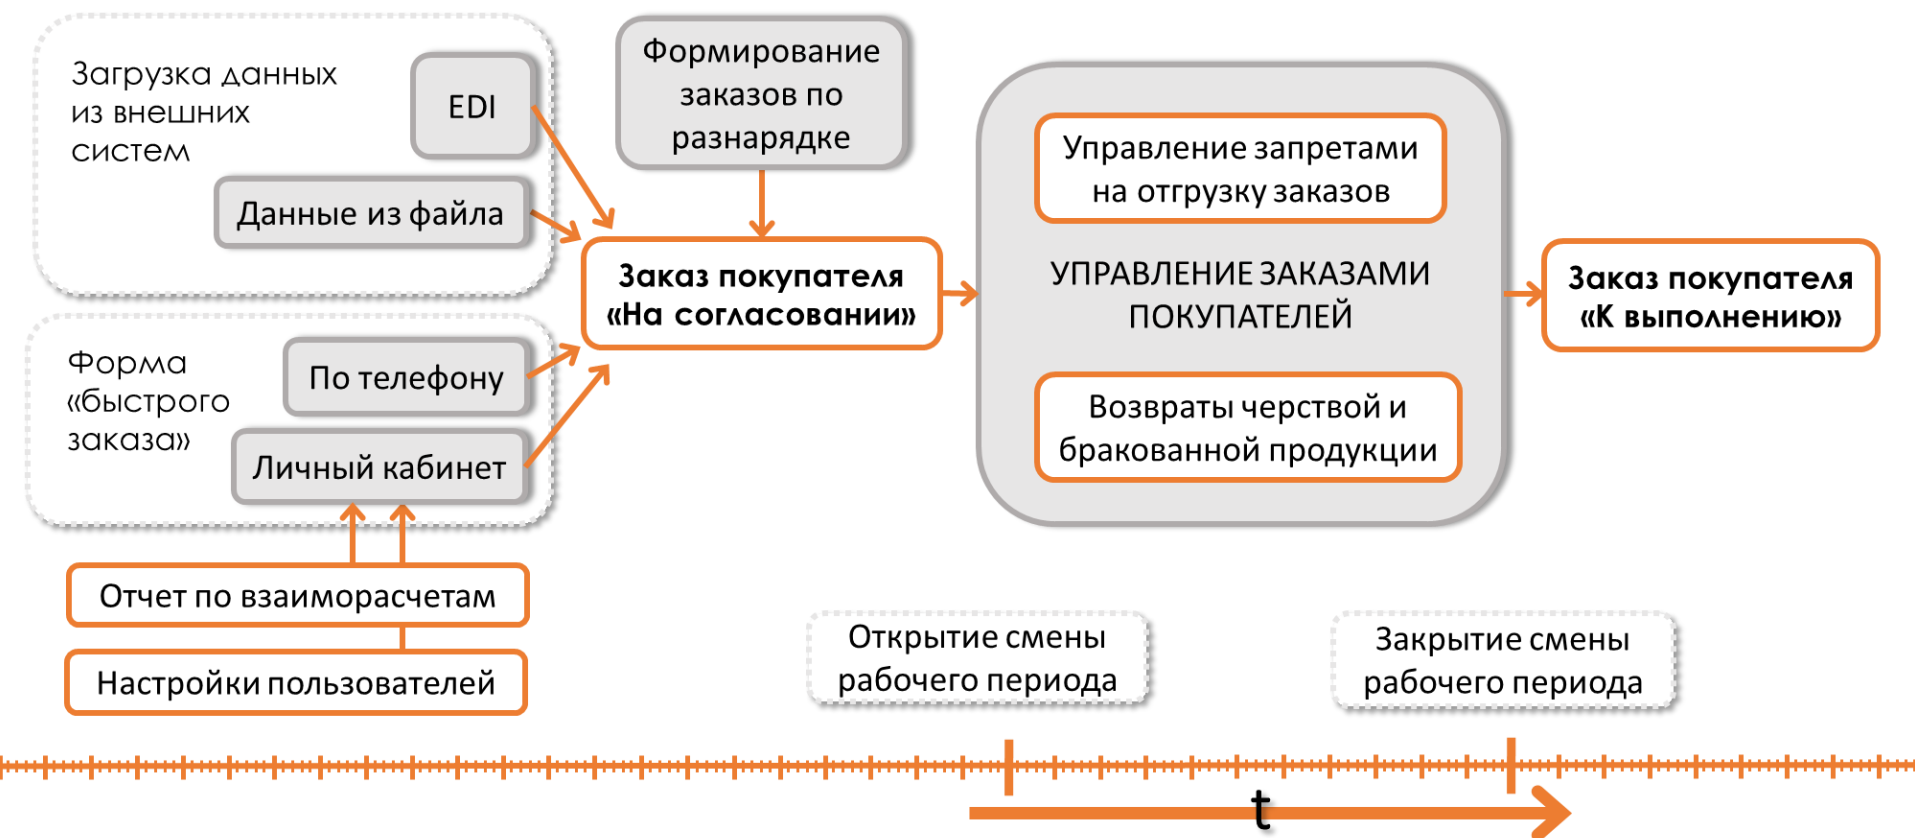 Загрузка данных
из внешних
систем
EDI
Данные из файла
Формирование
заказов по
разнарядке
Форма
«быстрого
заказа»
По телефону
Личный кабинет
Отчет по взаиморасчетам
Настройки пользователей
Заказ покупателя
«На согласовании»
Управление запретами
на отгрузку заказов
УПРАВЛЕНИЕ ЗАКАЗАМИ
ПОКУПАТЕЛЕЙ
Возвраты черствой и
бракованной продукции
Заказ покупателя
«К выполнению»
Открытие смены
рабочего периода
Закрытие смены
рабочего периода
t